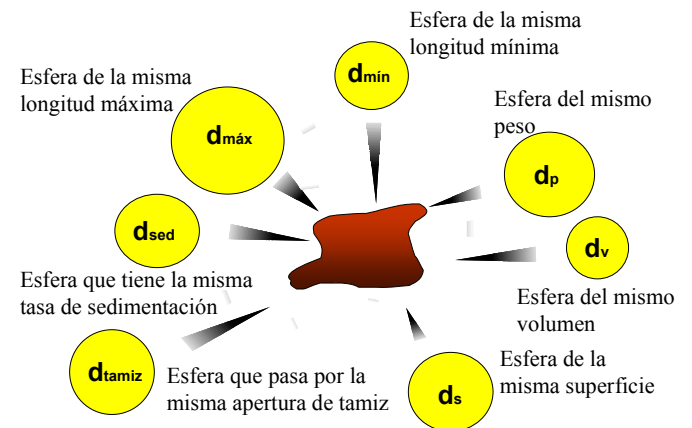 Esfera de la misma
longitud mínima
dmín
Esfera de la misma
longitud máxima
dmáx
Esfera del mismo
peso
dp
dsed
dv
Esfera que tiene la misma
tasa de sedimentación
Esfera del mismo
volumen
dtamiz
Esfera que pasa por la
misma apertura de tamiz
ds
Esfera de la
misma superficie